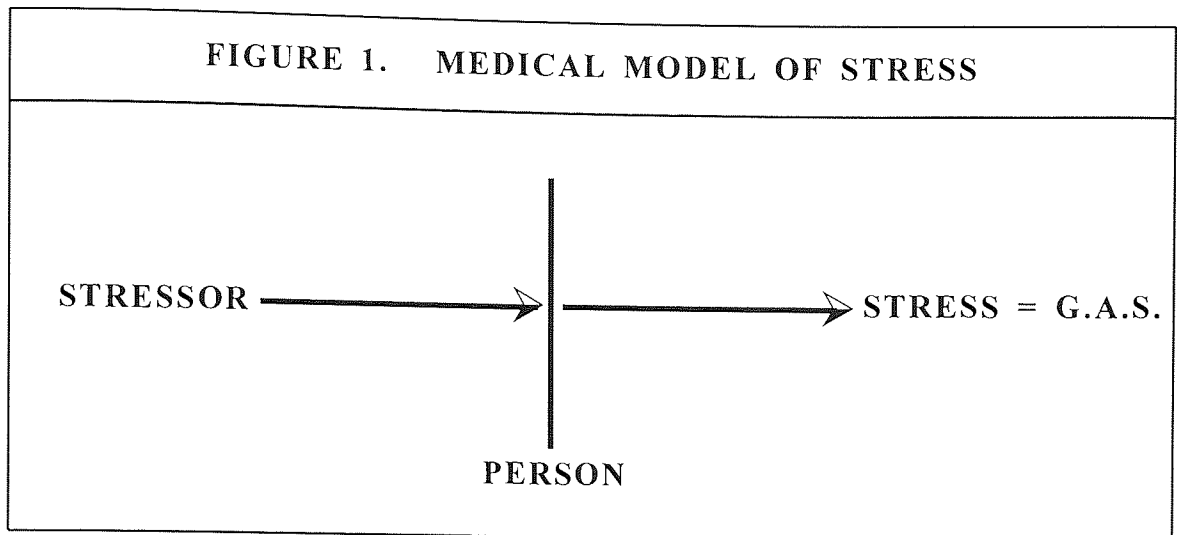 FIGURE 1. MEDICAL MODEL OF STRESS
STRESSOR
STRESS = G.A.S.
PERSON